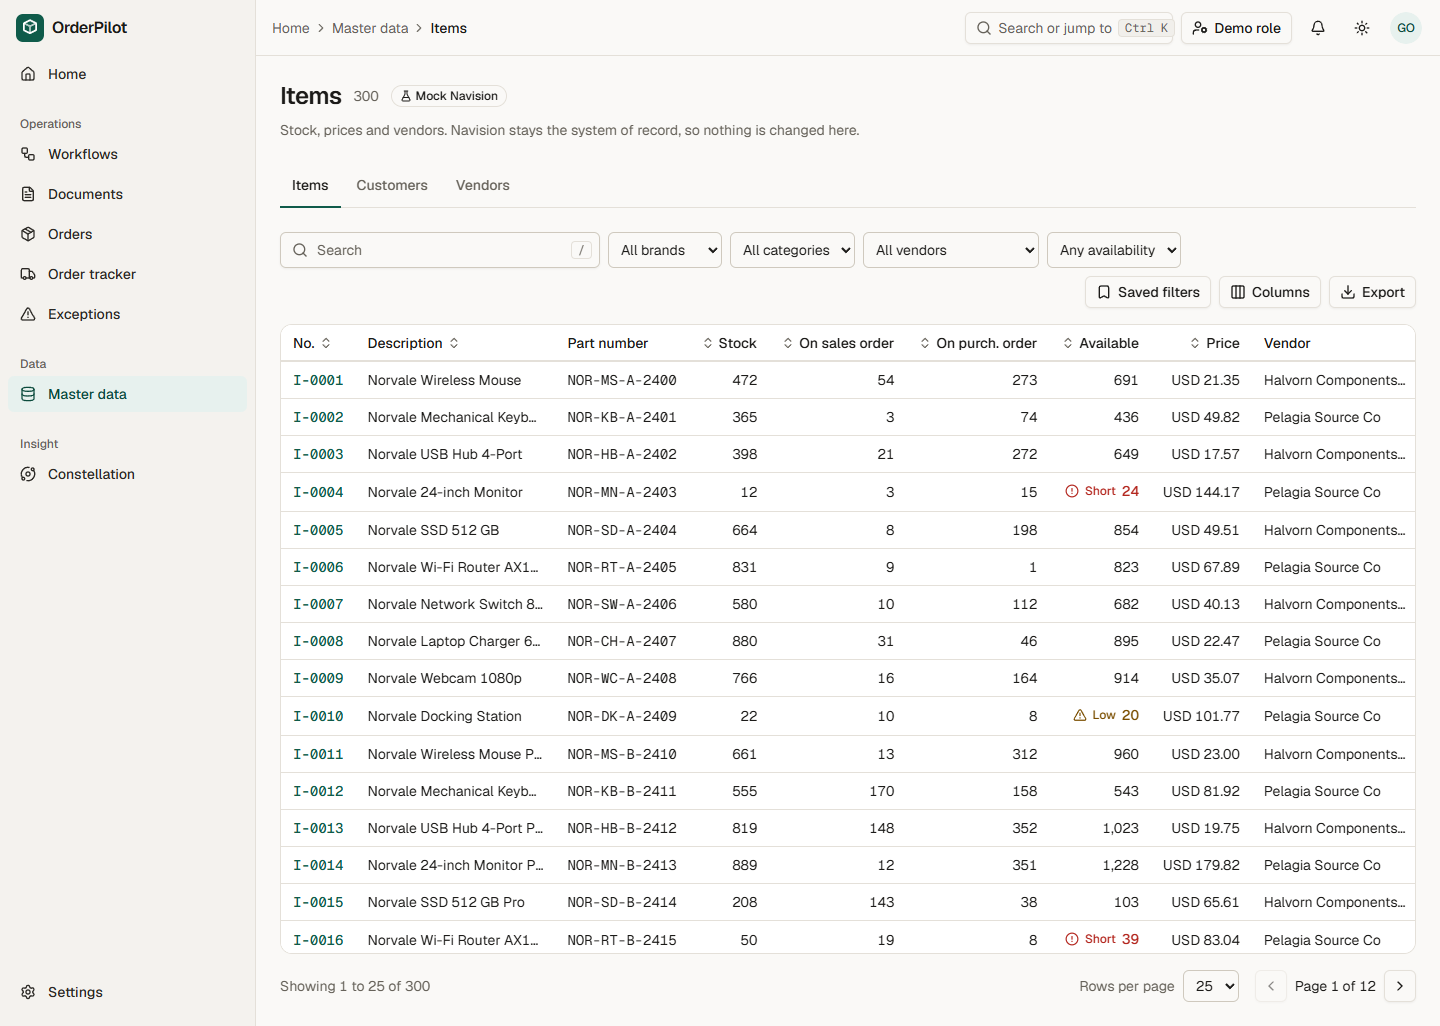 OrderPilot
Home > Master data > Items
Search or jump to Ctrl K
Demo role
GO
Home
Operations
Workflows
Documents
Orders
Order tracker
Exceptions
Data
Master data
Insight
Constellation
Settings
Items 300 Mock Navision
Stock, prices and vendors. Navision stays the system of record, so nothing is changed here.
Items Customers Vendors
Search / All brands All categories All vendors Any availability
Saved filters Columns Export
No. Description Part number Stock On sales order On purch. order Available Price Vendor
I-0001 Norvale Wireless Mouse NOR-MS-A-2400 472 54 273 691 USD 21.35 Halvorn Components…
I-0002 Norvale Mechanical Keyb… NOR-KB-A-2401 365 3 74 436 USD 49.82 Pelagia Source Co
I-0003 Norvale USB Hub 4-Port NOR-HB-A-2402 398 21 272 649 USD 17.57 Halvorn Components…
I-0004 Norvale 24-inch Monitor NOR-MN-A-2403 12 3 15 Short 24 USD 144.17 Pelagia Source Co
I-0005 Norvale SSD 512 GB NOR-SD-A-2404 664 8 198 854 USD 49.51 Halvorn Components…
I-0006 Norvale Wi-Fi Router AX1… NOR-RT-A-2405 831 9 1 823 USD 67.89 Pelagia Source Co
I-0007 Norvale Network Switch 8… NOR-SW-A-2406 580 10 112 682 USD 40.13 Halvorn Components…
I-0008 Norvale Laptop Charger 6… NOR-CH-A-2407 880 31 46 895 USD 22.47 Pelagia Source Co
I-0009 Norvale Webcam 1080p NOR-WC-A-2408 766 16 164 914 USD 35.07 Halvorn Components…
I-0010 Norvale Docking Station NOR-DK-A-2409 22 10 8 Low 20 USD 101.77 Pelagia Source Co
I-0011 Norvale Wireless Mouse P… NOR-MS-B-2410 661 13 312 960 USD 23.00 Halvorn Components…
I-0012 Norvale Mechanical Keyb… NOR-KB-B-2411 555 170 158 543 USD 81.92 Pelagia Source Co
I-0013 Norvale USB Hub 4-Port P… NOR-HB-B-2412 819 148 352 1,023 USD 19.75 Halvorn Components…
I-0014 Norvale 24-inch Monitor P… NOR-MN-B-2413 889 12 351 1,228 USD 179.82 Pelagia Source Co
I-0015 Norvale SSD 512 GB Pro NOR-SD-B-2414 208 143 38 103 USD 65.61 Halvorn Components…
I-0016 Norvale Wi-Fi Router AX1… NOR-RT-B-2415 50 19 8 Short 39 USD 83.04 Pelagia Source Co
Showing 1 to 25 of 300
Rows per page 25 Page 1 of 12